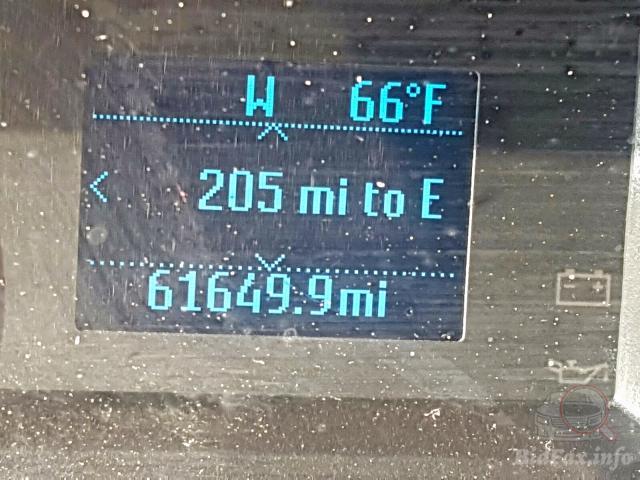 W 66°F
205 mi to E
61649.9mi
BidFax.info